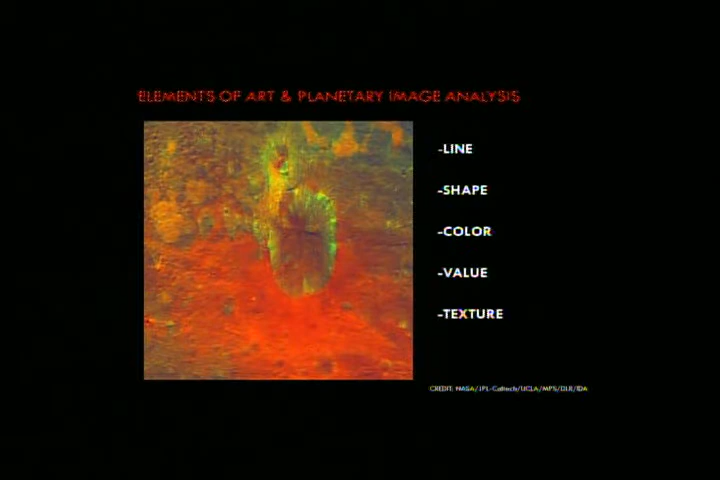 ELEMENTS OF ART & PLANETARY IMAGE ANALYSIS
-LINE
-SHAPE
-COLOR
-VALUE
-TEXTURE
CREDIT: NASA/JPL-Caltech/UCLA/MPS/DLR/IDA